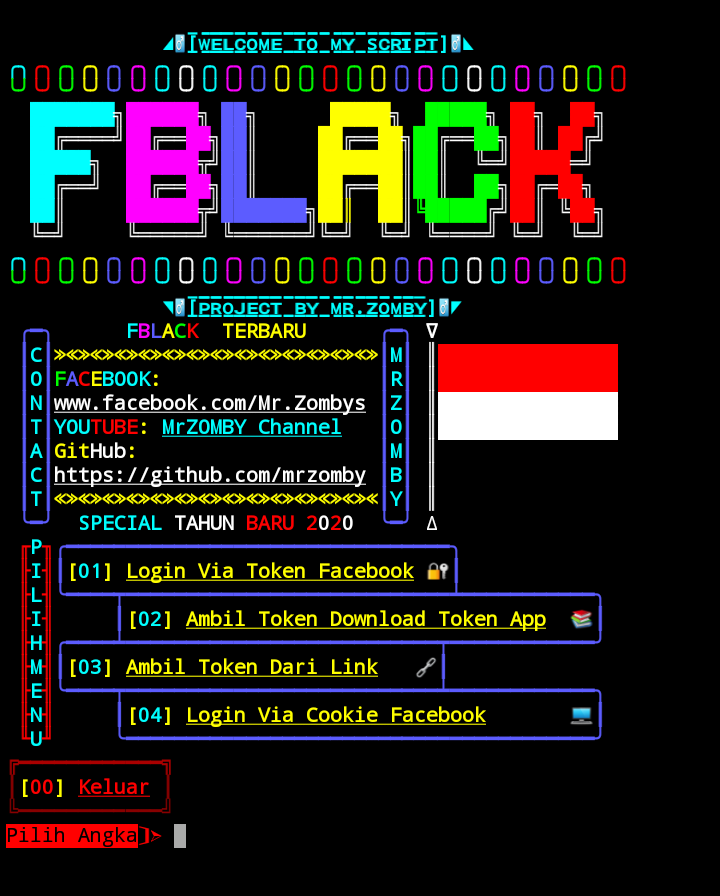 [WELCOME TO MY SCRIPT]
FBLACK
[PROJECT BY MR.ZOMBY]
FBLACK TERBARU
CONTACT
FACEBOOK:
www.facebook.com/Mr.Zombys
YOUTUBE: MrZOMBY Channel
GitHub:
https://github.com/mrzomby
MRZOMBY
SPECIAL TAHUN BARU 2020
PILIHMENU
[01] Login Via Token Facebook
[02] Ambil Token Download Token App
[03] Ambil Token Dari Link
[04] Login Via Cookie Facebook
[00] Keluar
Pilih Angka